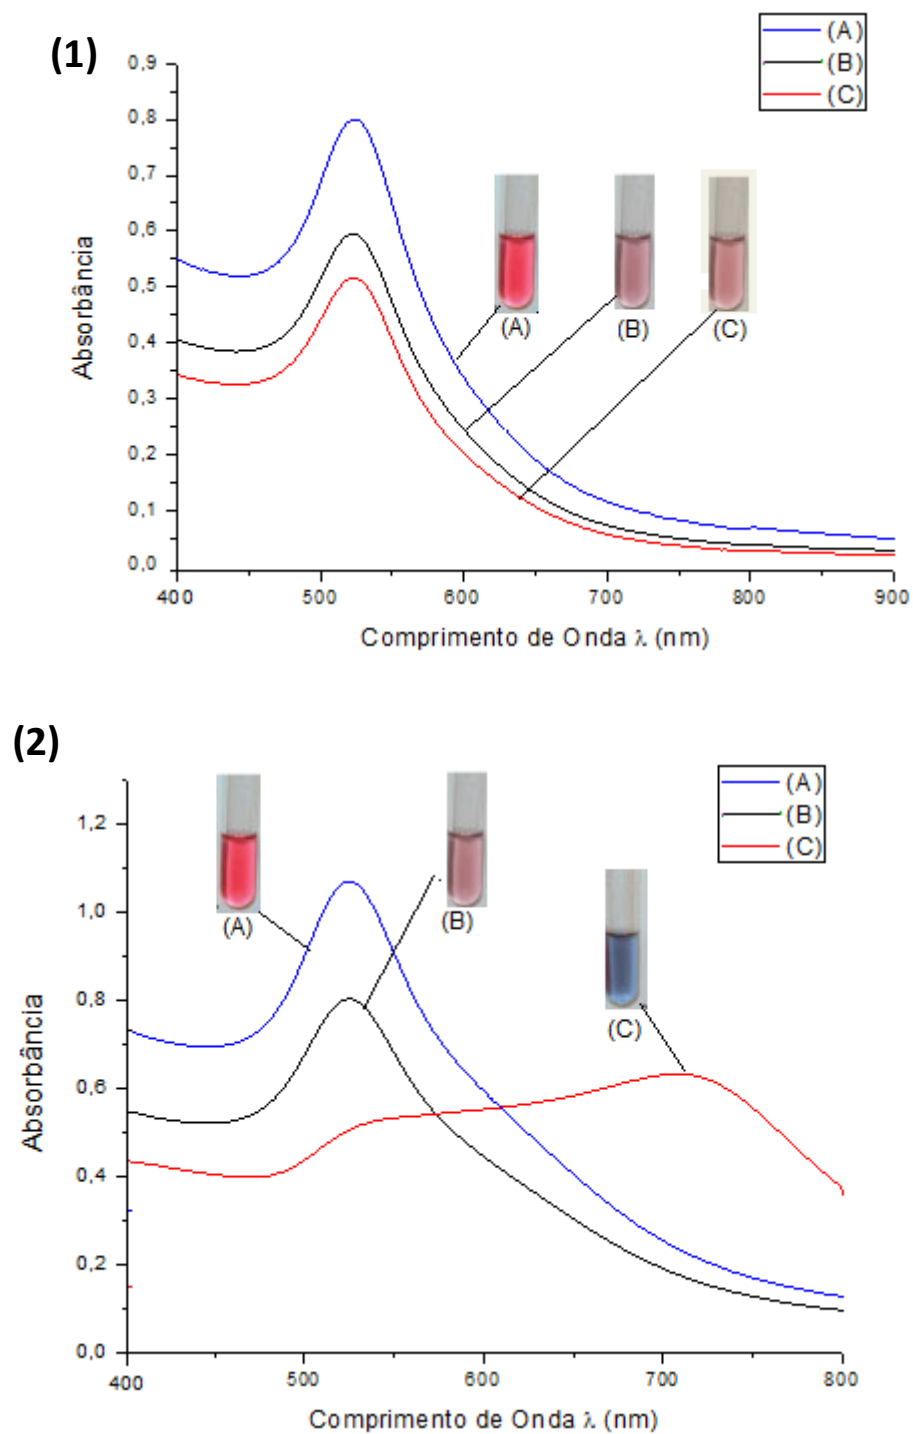 (1)
(A)
(B)
(C)
0,9
0,8
0,7
0,6
0,5
0,4
0,3
0,2
0,1
0,0
Absorbância
(A)
(B)
(C)
400
500
600
700
800
900
Comprimento de Onda λ (nm)
(2)
(A)
(B)
(C)
1,2
1,0
0,8
0,6
0,4
0,2
0,0
Absorbância
(A)
(B)
(C)
400
500
600
700
800
Comprimento de Onda λ (nm)